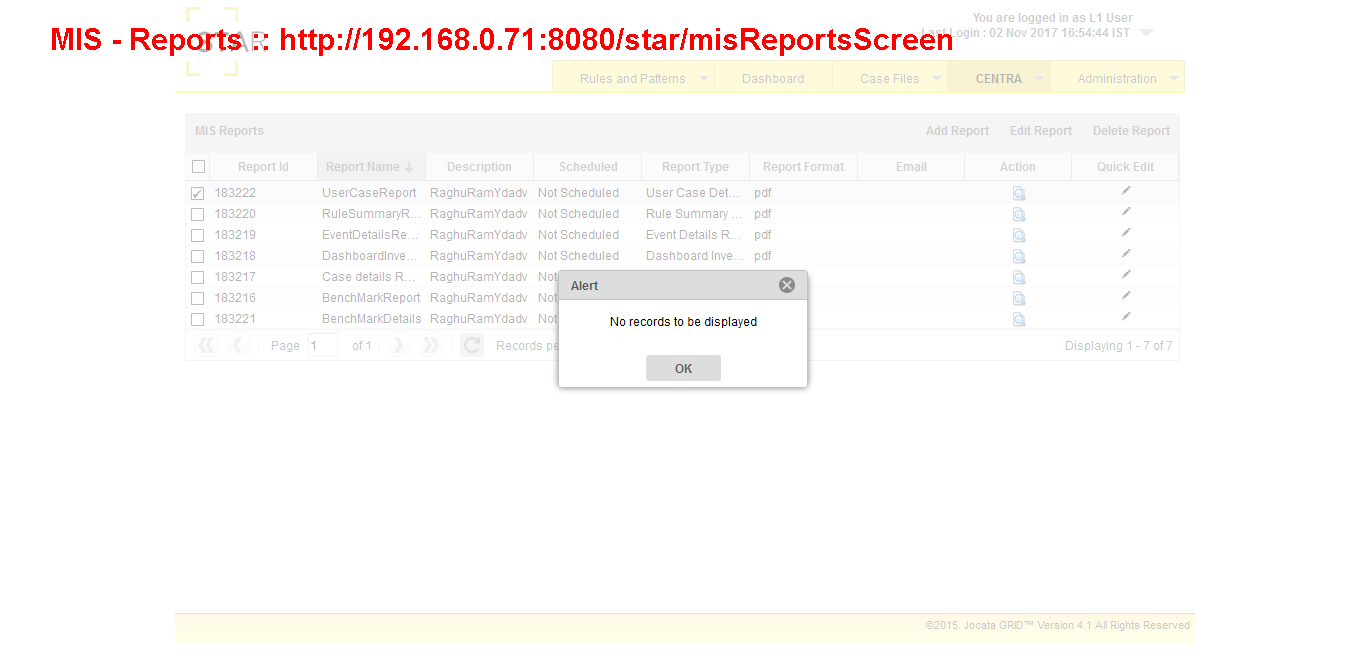 You are logged in as L1 User
MIS - Reports :: http://192.168.0.71:8080/star/misReportsScreen
STAR
Last Login : 02 Nov 2017 16:54:44 IST
Rules and Patterns Dashboard Case Files CENTRA Administration
MIS Reports Add Report Edit Report Delete Report
Report Id Report Name Description Scheduled Report Type Report Format Email Action Quick Edit
183222 UserCaseReport RaghuRamYdadv Not Scheduled User Case Det... pdf
183220 RuleSummaryR... RaghuRamYdadv Not Scheduled Rule Summary ... pdf
183219 EventDetailsRe... RaghuRamYdadv Not Scheduled Event Details R... pdf
183218 DashboardInve... RaghuRamYdadv Not Scheduled Dashboard Inve... pdf
183217 Case details R... RaghuRamYdadv Not
183216 BenchMarkReport RaghuRamYdadv Not
183221 BenchMarkDetails RaghuRamYdadv Not
Alert
No records to be displayed
OK
Page 1 of 1 Records pe Displaying 1 - 7 of 7
©2015. Jocata GRID™ Version 4.1 All Rights Reserved